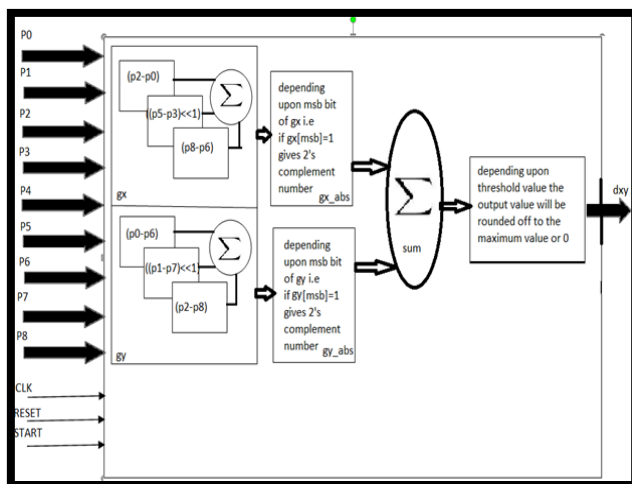 P0
P1
P2
P3
P4
P5
P6
P7
P8
CLK
RESET
START
(p2-p0)
((p5-p3)<<1)
(p8-p6)
Σ
gx
(p0-p6)
((p1-p7)<<1)
(p2-p8)
Σ
gy
depending
upon msb bit
of gx i.e
if gx[msb]=1
gives 2's
complement
number
gx_abs
depending
upon msb bit
of gy i.e
if gy[msb]=1
gives 2's
complement
number
gy_abs
Σ
sum
depending upon
threshold value the
output value will be
rounded off to the
maximum value or 0
dxy